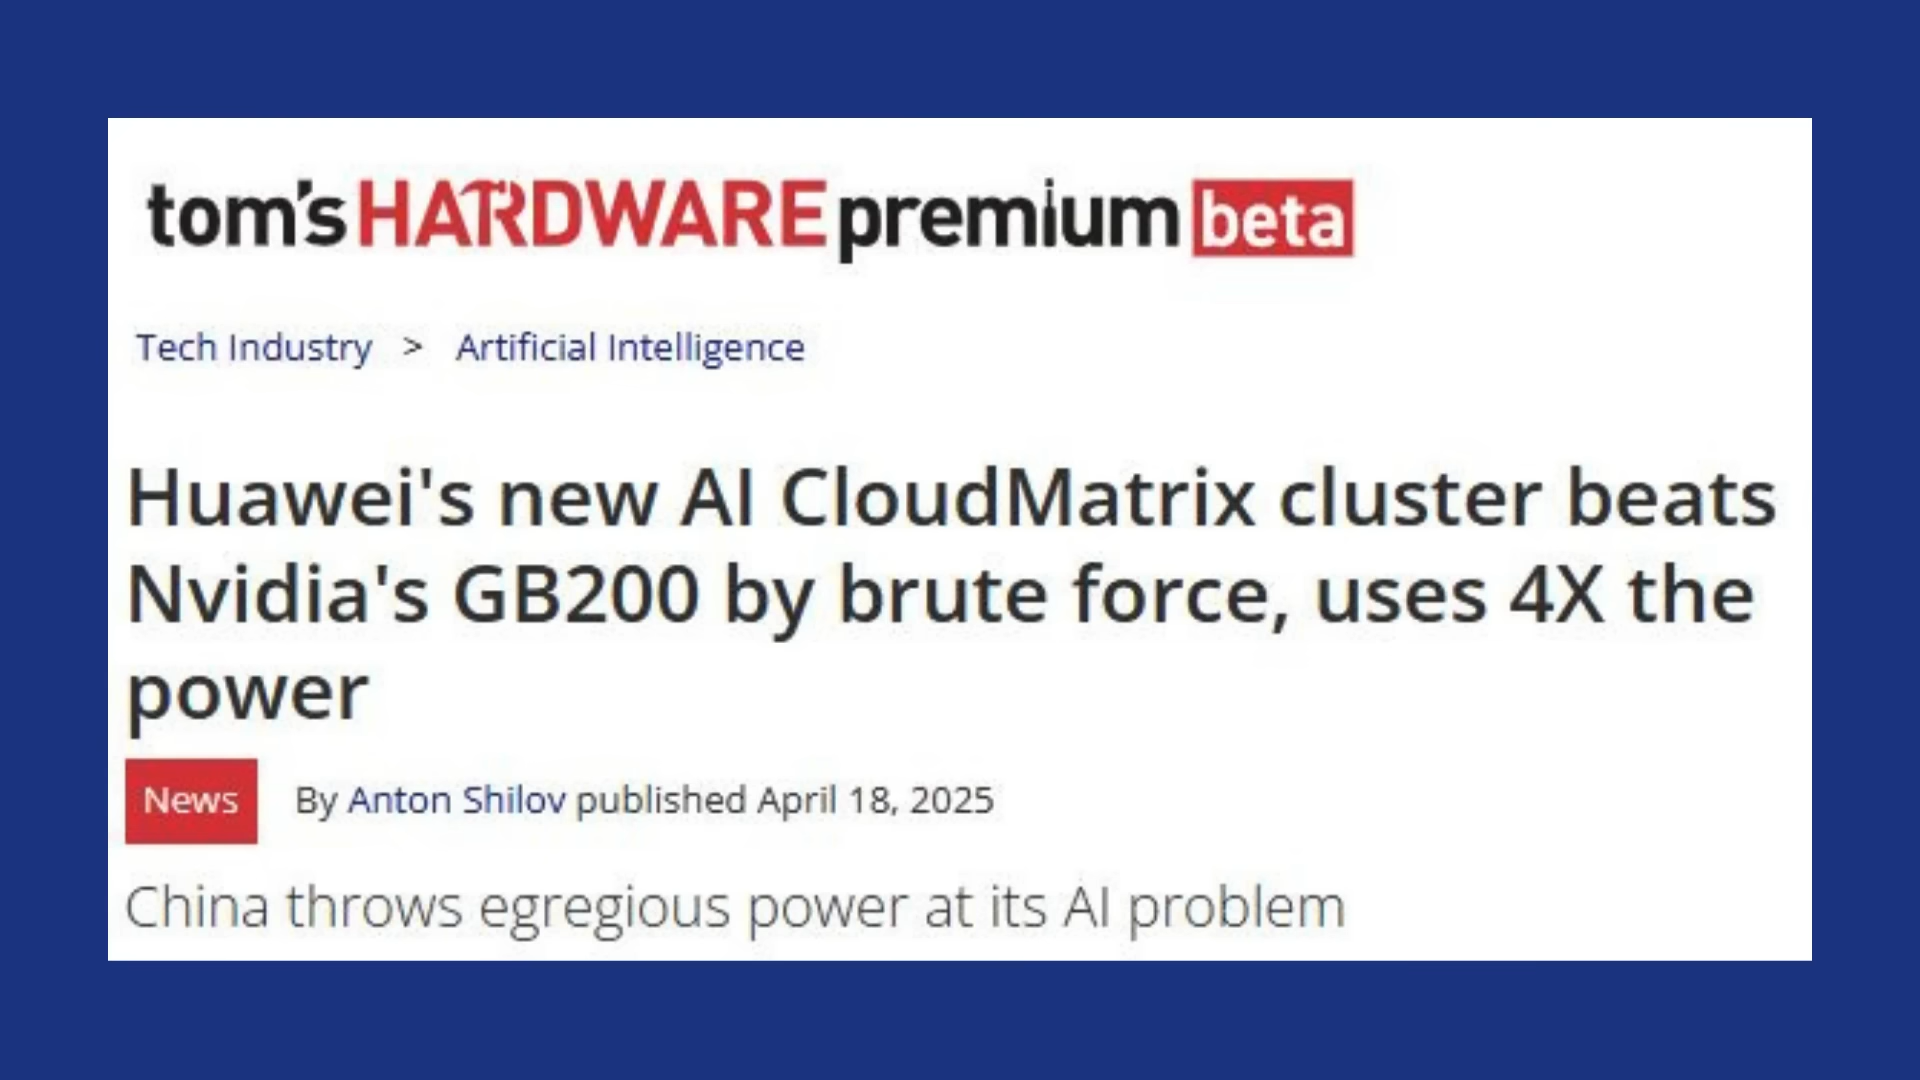 tom's HARDWARE premium beta
Tech Industry > Artificial Intelligence
Huawei's new AI CloudMatrix cluster beats
Nvidia's GB200 by brute force, uses 4X the
power
News By Anton Shilov published April 18, 2025
China throws egregious power at its AI problem